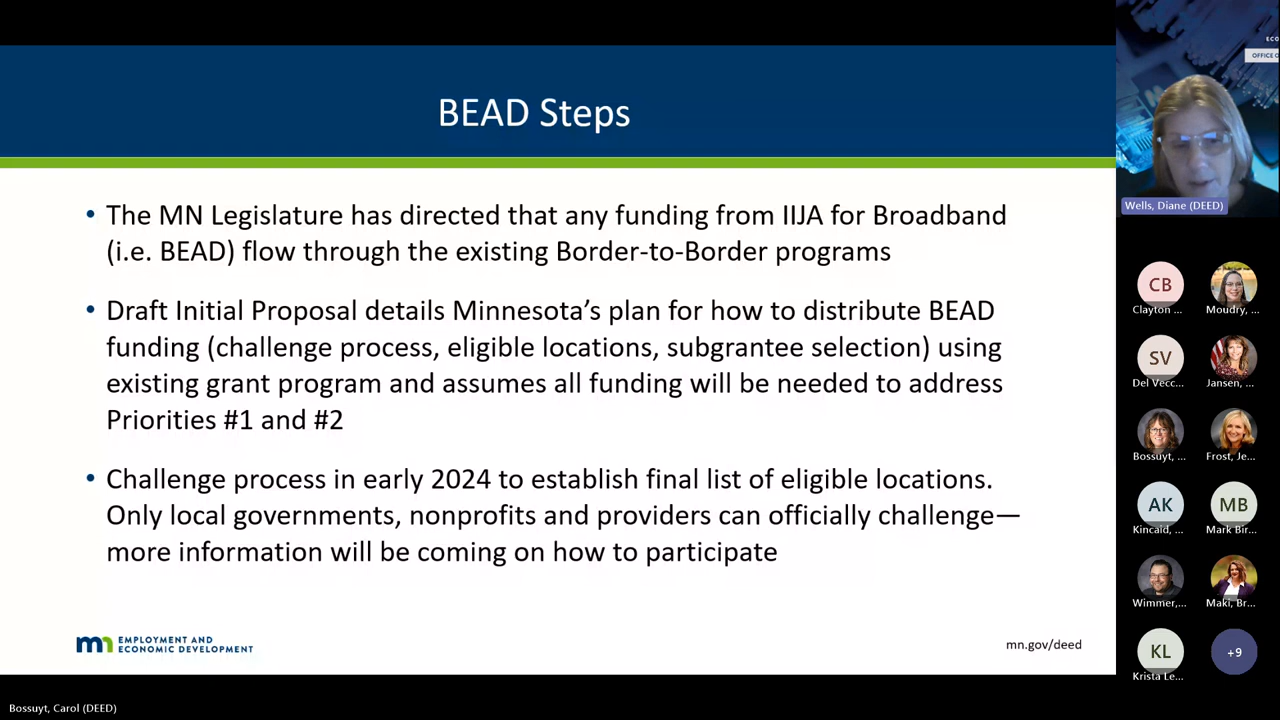 BEAD Steps
• The MN Legislature has directed that any funding from IIJA for Broadband
(i.e. BEAD) flow through the existing Border-to-Border programs
• Draft Initial Proposal details Minnesota’s plan for how to distribute BEAD
funding (challenge process, eligible locations, subgrantee selection) using
existing grant program and assumes all funding will be needed to address
Priorities #1 and #2
• Challenge process in early 2024 to establish final list of eligible locations.
Only local governments, nonprofits and providers can officially challenge—
more information will be coming on how to participate
mn EMPLOYMENT AND
ECONOMIC DEVELOPMENT
mn.gov/deed
Bossuyt, Carol (DEED)
ECO
OFFICE O
Wells, Diane (DEED)
CB
Clayton ...
Moudry, ...
SV
Del Vecc...
Jansen, ...
Bossuyt, ...
Frost, Je...
AK
Kincaid, ...
MB
Mark Bir...
Wimmer,...
Maki, Br...
KL
Krista Le...
+9